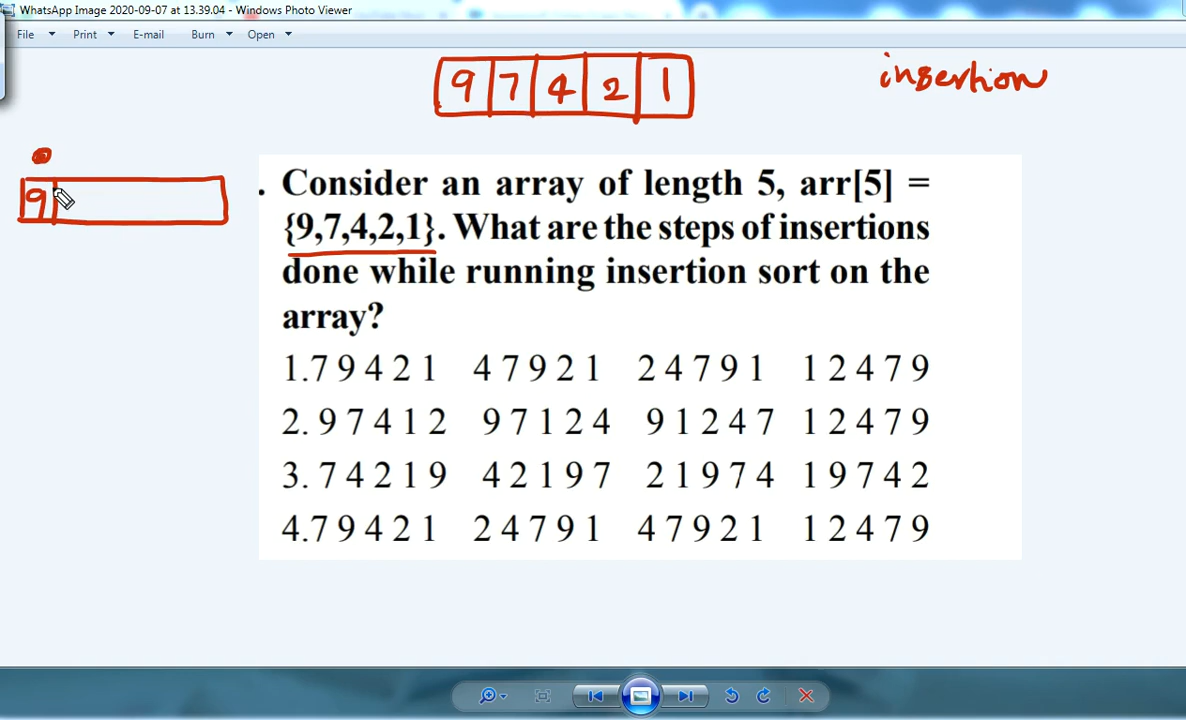 WhatsApp Image 2020-09-07 at 13.39.04 - Windows Photo Viewer
File Print E-mail Burn Open
9 7 4 2 1
insertion
9
. Consider an array of length 5, arr[5] =
{9,7,4,2,1}. What are the steps of insertions
done while running insertion sort on the
array?
1.7 9 4 2 1 4 7 9 2 1 2 4 7 9 1 1 2 4 7 9
2. 9 7 4 1 2 9 7 1 2 4 9 1 2 4 7 1 2 4 7 9
3. 7 4 2 1 9 4 2 1 9 7 2 1 9 7 4 1 9 7 4 2
4.7 9 4 2 1 2 4 7 9 1 4 7 9 2 1 1 2 4 7 9